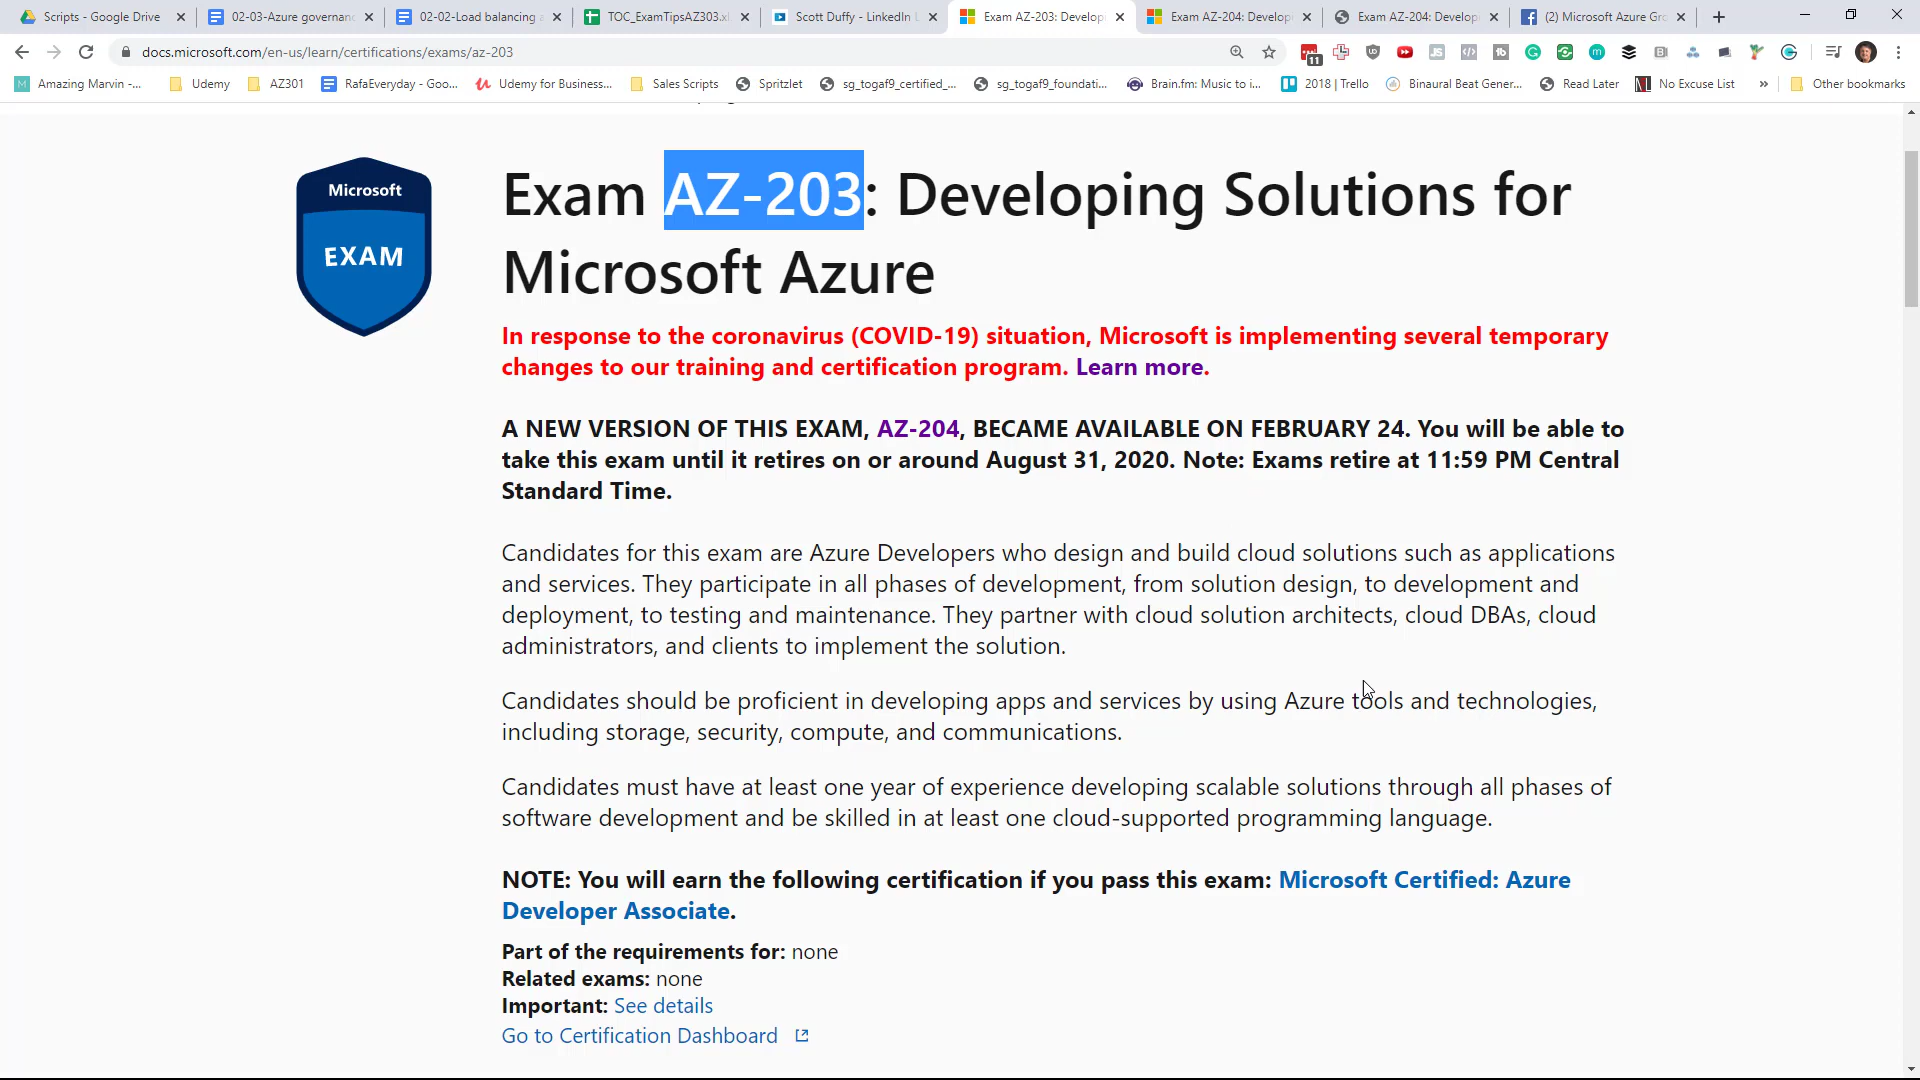 Scripts - Google Drive
02-03-Azure governanc
02-02-Load balancing a
TOC_ExamTipsAZ303.xl
Scott Duffy - LinkedIn L
Exam AZ-203: Develop
Exam AZ-204: Develop
Exam AZ-204: Develop
(2) Microsoft Azure Gro
docs.microsoft.com/en-us/learn/certifications/exams/az-203
11
Amazing Marvin -...
Udemy
AZ301
RafaEveryday - Goo...
Udemy for Business...
Sales Scripts
Spritzlet
sg_togaf9_certified_...
sg_togaf9_foundati...
Brain.fm: Music to i...
2018 | Trello
Binaural Beat Gener...
Read Later
No Excuse List
»
Other bookmarks
Microsoft
EXAM
Exam AZ-203: Developing Solutions for
Microsoft Azure
In response to the coronavirus (COVID-19) situation, Microsoft is implementing several temporary
changes to our training and certification program. Learn more.
A NEW VERSION OF THIS EXAM, AZ-204, BECAME AVAILABLE ON FEBRUARY 24. You will be able to
take this exam until it retires on or around August 31, 2020. Note: Exams retire at 11:59 PM Central
Standard Time.
Candidates for this exam are Azure Developers who design and build cloud solutions such as applications
and services. They participate in all phases of development, from solution design, to development and
deployment, to testing and maintenance. They partner with cloud solution architects, cloud DBAs, cloud
administrators, and clients to implement the solution.
Candidates should be proficient in developing apps and services by using Azure tools and technologies,
including storage, security, compute, and communications.
Candidates must have at least one year of experience developing scalable solutions through all phases of
software development and be skilled in at least one cloud-supported programming language.
NOTE: You will earn the following certification if you pass this exam: Microsoft Certified: Azure
Developer Associate.
Part of the requirements for: none
Related exams: none
Important: See details
Go to Certification Dashboard